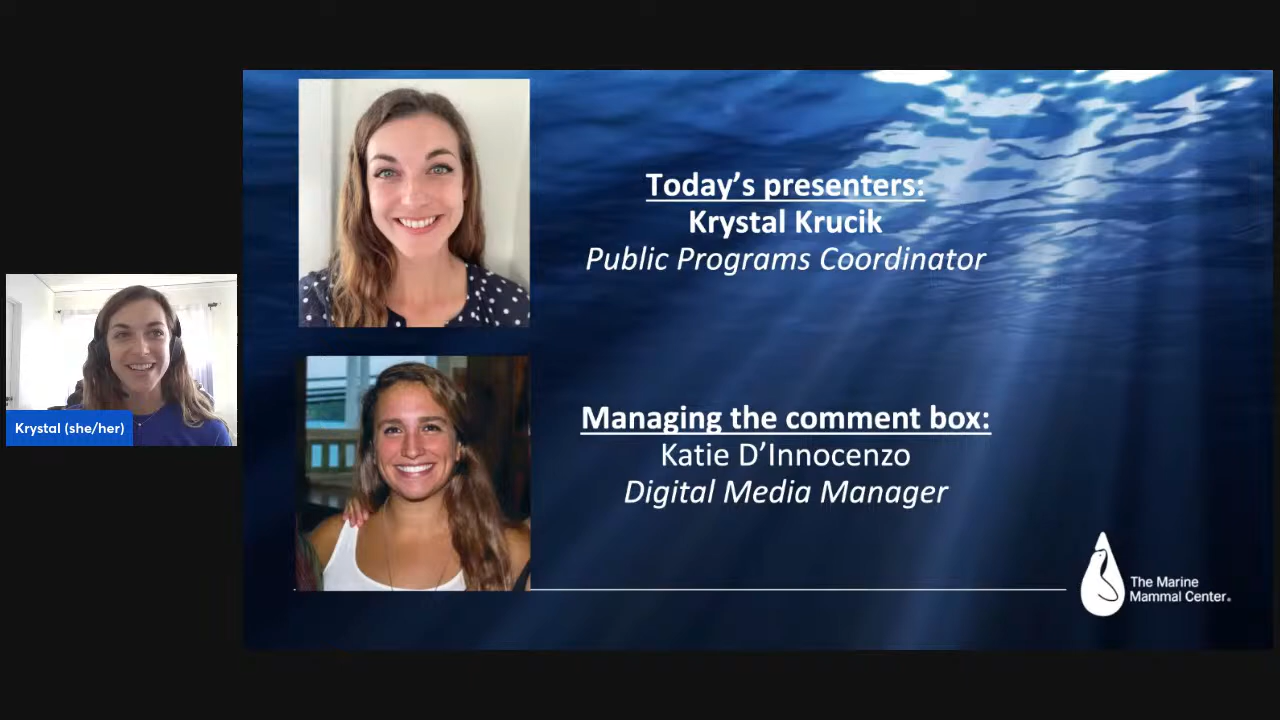 Today's presenters:
Krystal Krucik
Public Programs Coordinator
Krystal (she/her)
Managing the comment box:
Katie D'Innocenzo
Digital Media Manager
The Marine
Mammal Center.